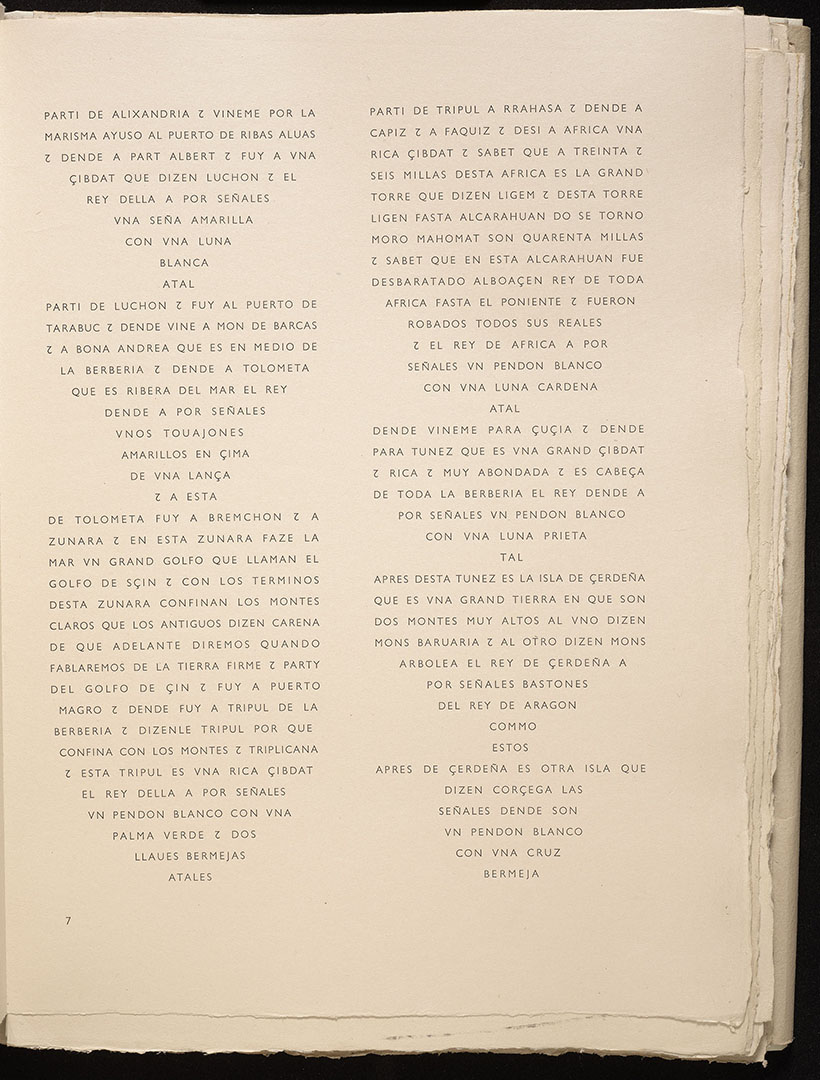 PARTI DE ALIXANDRIA ⁊ VINEME POR LA
MARISMA AYUSO AL PUERTO DE RIBAS ALUAS
⁊ DENDE A PART ALBERT ⁊ FUY A VNA
ÇIBDAT QUE DIZEN LUCHON ⁊ EL
REY DELLA A POR SEÑALES
VNA SEÑA AMARILLA
CON VNA LUNA
BLANCA
ATAL
PARTI DE LUCHON ⁊ FUY AL PUERTO DE
TARABUC ⁊ DENDE VINE A MON DE BARCAS
⁊ A BONA ANDREA QUE ES EN MEDIO DE
LA BERBERIA ⁊ DENDE A TOLOMETA
QUE ES RIBERA DEL MAR EL REY
DENDE A POR SEÑALES
VNOS TOUAJONES
AMARILLOS EN ÇIMA
DE VNA LANÇA
⁊ A ESTA
DE TOLOMETA FUY A BREMCHON ⁊ A
ZUNARA ⁊ EN ESTA ZUNARA FAZE LA
MAR VN GRAND GOLFO QUE LLAMAN EL
GOLFO DE SÇIN ⁊ CON LOS TERMINOS
DESTA ZUNARA CONFINAN LOS MONTES
CLAROS QUE LOS ANTIGUOS DIZEN CARENA
DE QUE ADELANTE DIREMOS QUANDO
FABLAREMOS DE LA TIERRA FIRME ⁊ PARTY
DEL GOLFO DE ÇIN ⁊ FUY A PUERTO
MAGRO ⁊ DENDE FUY A TRIPUL DE LA
BERBERIA ⁊ DIZENLE TRIPUL POR QUE
CONFINA CON LOS MONTES ⁊ TRIPLICANA
⁊ ESTA TRIPUL ES VNA RICA ÇIBDAT
EL REY DELLA A POR SEÑALES
VN PENDON BLANCO CON VNA
PALMA VERDE ⁊ DOS
LLAUES BERMEJAS
ATALES
PARTI DE TRIPUL A RRAHASA ⁊ DENDE A
CAPIZ ⁊ A FAQUIZ ⁊ DESI A AFRICA VNA
RICA ÇIBDAT ⁊ SABET QUE A TREINTA ⁊
SEIS MILLAS DESTA AFRICA ES LA GRAND
TORRE QUE DIZEN LIGEM ⁊ DESTA TORRE
LIGEN FASTA ALCARAHUAN DO SE TORNO
MORO MAHOMAT SON QUARENTA MILLAS
⁊ SABET QUE EN ESTA ALCARAHUAN FUE
DESBARATADO ALBOAÇEN REY DE TODA
AFRICA FASTA EL PONIENTE ⁊ FUERON
ROBADOS TODOS SUS REALES
⁊ EL REY DE AFRICA A POR
SEÑALES VN PENDON BLANCO
CON VNA LUNA CARDENA
ATAL
DENDE VINEME PARA ÇUÇIA ⁊ DENDE
PARA TUNEZ QUE ES VNA GRAND ÇIBDAT
⁊ RICA ⁊ MUY ABONDADA ⁊ ES CABEÇA
DE TODA LA BERBERIA EL REY DENDE A
POR SEÑALES VN PENDON BLANCO
CON VNA LUNA PRIETA
TAL
APRES DESTA TUNEZ ES LA ISLA DE ÇERDEÑA
QUE ES VNA GRAND TIERRA EN QUE SON
DOS MONTES MUY ALTOS AL VNO DIZEN
MONS BARUARIA ⁊ AL OTRO DIZEN MONS
ARBOLEA EL REY DE ÇERDEÑA A
POR SEÑALES BASTONES
DEL REY DE ARAGON
COMMO
ESTOS
APRES DE ÇERDEÑA ES OTRA ISLA QUE
DIZEN CORÇEGA LAS
SEÑALES DENDE SON
VN PENDON BLANCO
CON VNA CRUZ
BERMEJA
7